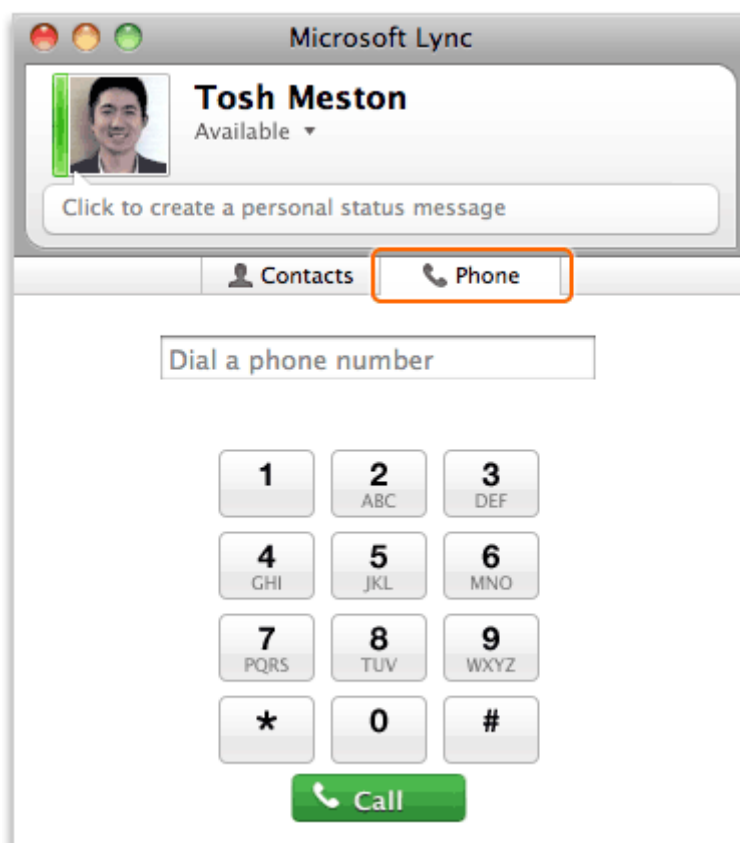 Microsoft Lync
Tosh Meston
Available
Click to create a personal status message
Contacts Phone
Dial a phone number
1 2 3
ABC DEF
4 5 6
GHI JKL MNO
7 8 9
PQRS TUV WXYZ
* 0 #
Call